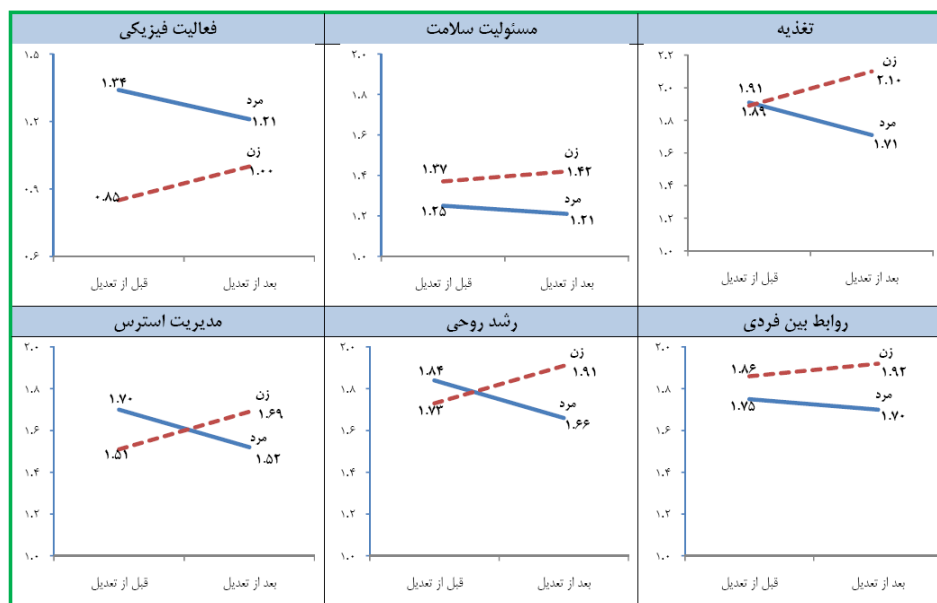 تغذیه
۲.۲
۲.۰
۱.۸
۱.۶
۱.۴
۱.۲
۱.۰
۱.۹۱
۱.۸۹
زن
۲.۱۰
مرد
۱.۷۱
قبل از تعدیل
بعد از تعدیل
مسئولیت سلامت
۲.۰
۱.۸
۱.۶
۱.۴
۱.۲
۱.۰
۱.۳۷
۱.۲۵
زن
۱.۴۲
مرد
۱.۲۱
قبل از تعدیل
بعد از تعدیل
فعالیت فیزیکی
۱.۵
۱.۲
۰.۹
۰.۶
۱.۳۴
۰.۸۵
مرد
۱.۲۱
زن
۱.۰۰
قبل از تعدیل
بعد از تعدیل
روابط بین فردی
۲.۰
۱.۸
۱.۶
۱.۴
۱.۲
۱.۰
۱.۸۶
۱.۷۵
زن
۱.۹۲
مرد
۱.۷۰
قبل از تعدیل
بعد از تعدیل
رشد روحی
۲.۰
۱.۸
۱.۶
۱.۴
۱.۲
۱.۰
۱.۸۴
۱.۷۳
زن
۱.۹۱
مرد
۱.۶۶
قبل از تعدیل
بعد از تعدیل
مدیریت استرس
۲.۰
۱.۸
۱.۶
۱.۴
۱.۲
۱.۰
۱.۷۰
۱.۵۱
زن
۱.۶۹
مرد
۱.۵۲
قبل از تعدیل
بعد از تعدیل